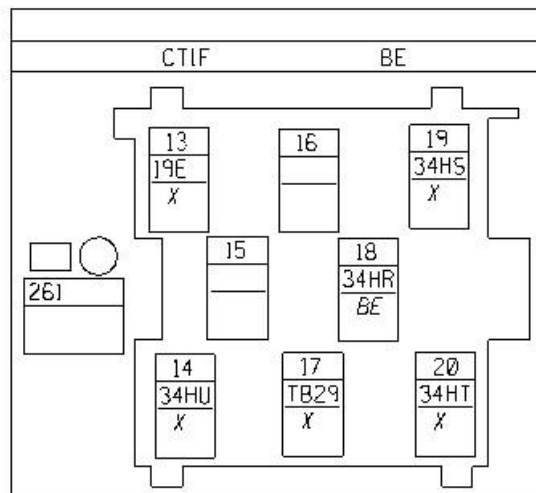 CTIF BE
13
19E
X
16
19
34HS
X
15
18
34HR
BE
261
14
34HU
X
17
TB29
X
20
34HT
X